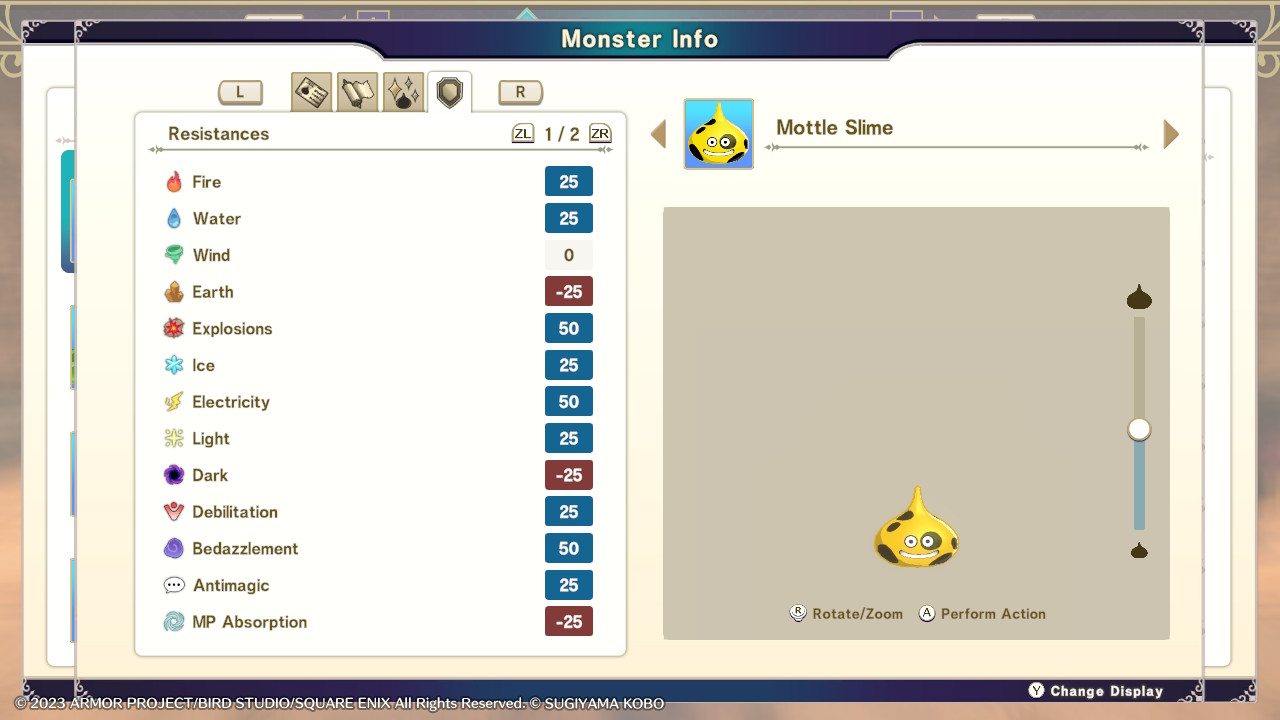 Monster Info
L
R
Resistances
ZL 1 / 2 ZR
Fire 25
Water 25
Wind 0
Earth -25
Explosions 50
Ice 25
Electricity 50
Light 25
Dark -25
Debilitation 25
Bedazzlement 50
Antimagic 25
MP Absorption -25
Mottle Slime
R Rotate/Zoom A Perform Action
Y Change Display
© 2023 ARMOR PROJECT/BIRD STUDIO/SQUARE ENIX All Rights Reserved. © SUGIYAMA KOBO